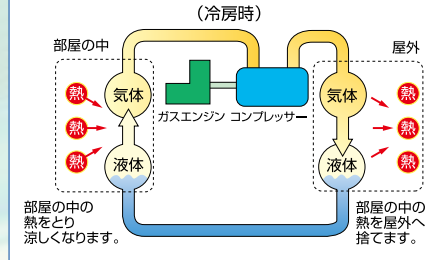 （冷房時）
部屋の中
屋外
熱
熱
熱
気体
液体
ガスエンジン
コンプレッサー
気体
液体
熱
熱
熱
部屋の中の
熱をとり
涼しくなります。
部屋の中の
熱を屋外へ
捨てます。